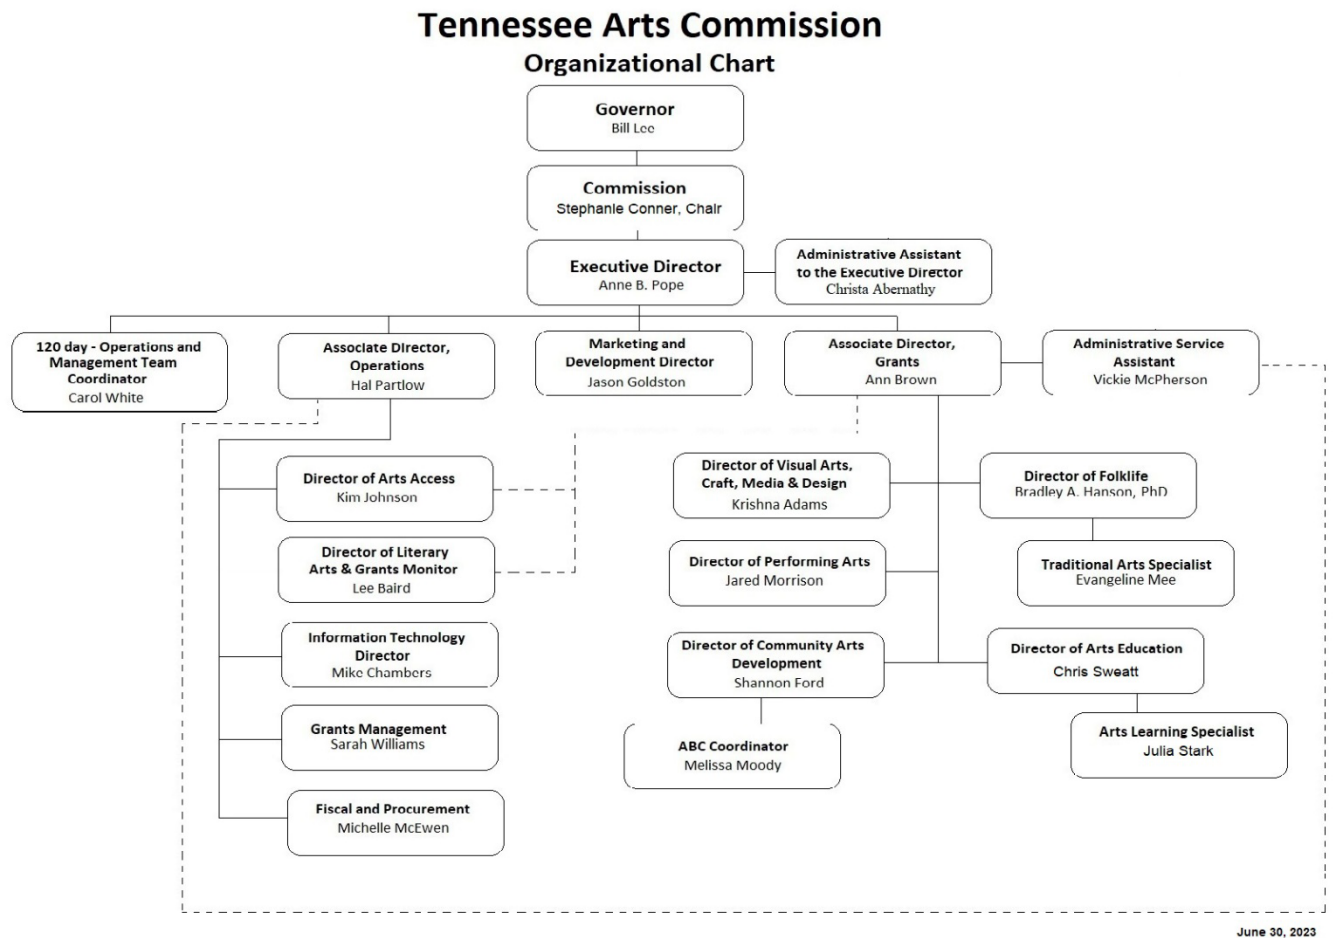 Tennessee Arts Commission
Organizational Chart
Governor
Bill Lee
Commission
Stephanie Conner, Chair
Executive Director
Anne B. Pope
Administrative Assistant
to the Executive Director
Christa Abernathy
120 day - Operations and
Management Team
Coordinator
Carol White
Associate Director,
Operations
Hal Partlow
Marketing and
Development Director
Jason Goldston
Associate Director,
Grants
Ann Brown
Administrative Service
Assistant
Vickie McPherson
Director of Arts Access
Kim Johnson
Director of Literary
Arts & Grants Monitor
Lee Baird
Information Technology
Director
Mike Chambers
Grants Management
Sarah Williams
Fiscal and Procurement
Michelle McEwen
Director of Visual Arts,
Craft, Media & Design
Krishna Adams
Director of Performing Arts
Jared Morrison
Director of Community Arts
Development
Shannon Ford
ABC Coordinator
Melissa Moody
Director of Folklife
Bradley A. Hanson, PhD
Traditional Arts Specialist
Evangeline Mee
Director of Arts Education
Chris Sweatt
Arts Learning Specialist
Julia Stark
June 30, 2023